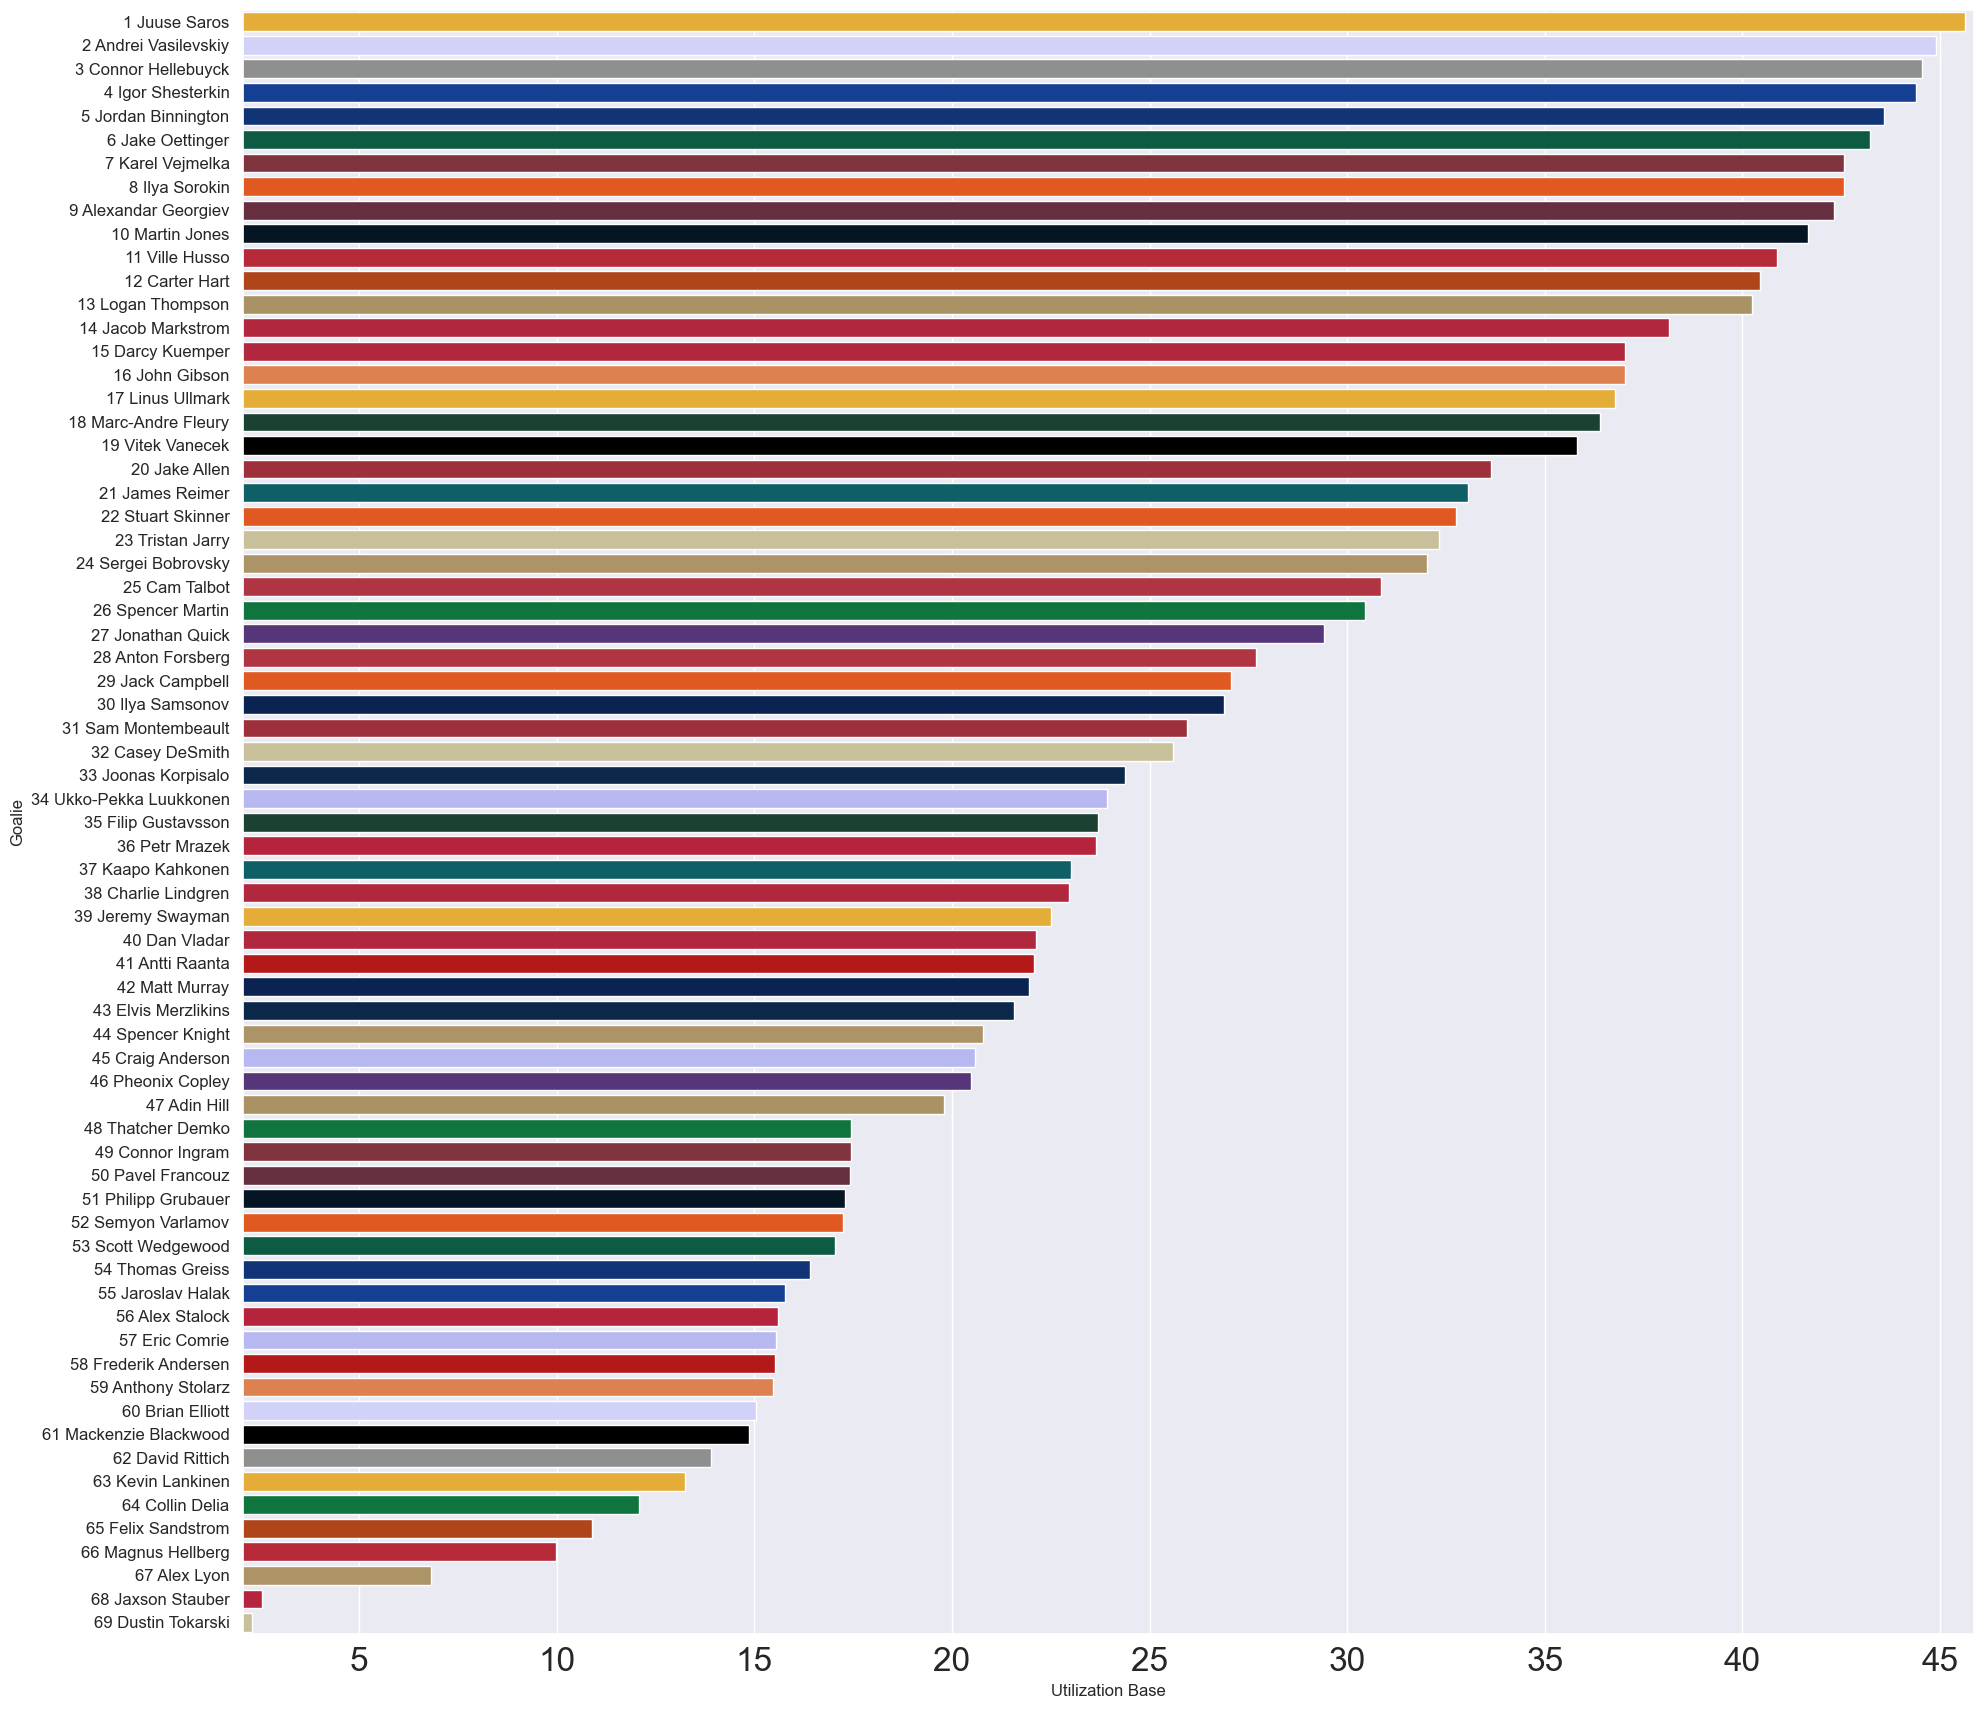 1 Juuse Saros
2 Andrei Vasilevskiy
3 Connor Hellebuyck
4 Igor Shesterkin
5 Jordan Binnington
6 Jake Oettinger
7 Karel Vejmelka
8 Ilya Sorokin
9 Alexandar Georgiev
10 Martin Jones
11 Ville Husso
12 Carter Hart
13 Logan Thompson
14 Jacob Markstrom
15 Darcy Kuemper
16 John Gibson
17 Linus Ullmark
18 Marc-Andre Fleury
19 Vitek Vanecek
20 Jake Allen
21 James Reimer
22 Stuart Skinner
23 Tristan Jarry
24 Sergei Bobrovsky
25 Cam Talbot
26 Spencer Martin
27 Jonathan Quick
28 Anton Forsberg
29 Jack Campbell
30 Ilya Samsonov
31 Sam Montembeault
32 Casey DeSmith
33 Joonas Korpisalo
34 Ukko-Pekka Luukkonen
Goalie
35 Filip Gustavsson
36 Petr Mrazek
37 Kaapo Kahkonen
38 Charlie Lindgren
39 Jeremy Swayman
40 Dan Vladar
41 Antti Raanta
42 Matt Murray
43 Elvis Merzlikins
44 Spencer Knight
45 Craig Anderson
46 Pheonix Copley
47 Adin Hill
48 Thatcher Demko
49 Connor Ingram
50 Pavel Francouz
51 Philipp Grubauer
52 Semyon Varlamov
53 Scott Wedgewood
54 Thomas Greiss
55 Jaroslav Halak
56 Alex Stalock
57 Eric Comrie
58 Frederik Andersen
59 Anthony Stolarz
60 Brian Elliott
61 Mackenzie Blackwood
62 David Rittich
63 Kevin Lankinen
64 Collin Delia
65 Felix Sandstrom
66 Magnus Hellberg
67 Alex Lyon
68 Jaxson Stauber
69 Dustin Tokarski
5 10 15 20 25 30 35 40 45
Utilization Base